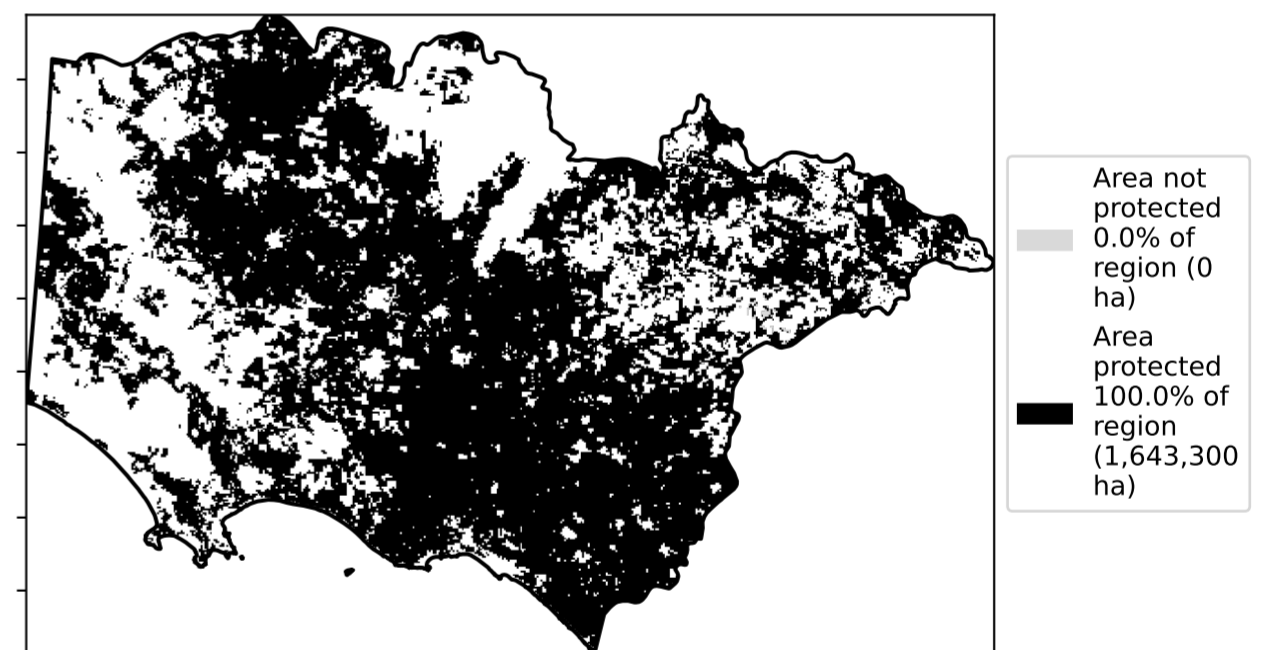 Area not
protected
0.0% of
region (0
ha)
Area
protected
100.0% of
region
(1,643,300
ha)